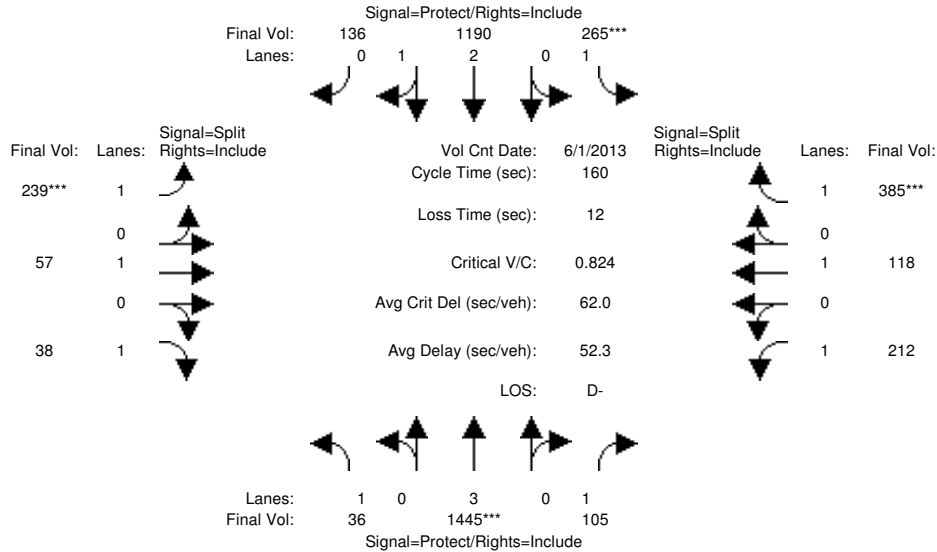 Signal=Protect/Rights=Include
Final Vol: 136 1190 265***
Lanes: 0 1 2 0 1
Signal=Split
Final Vol: Lanes: Rights=Include
Vol Cnt Date: 6/1/2013
Signal=Split
Rights=Include Lanes: Final Vol:
Cycle Time (sec): 160
239*** 1
1 385***
Loss Time (sec): 12
0
0
57 1
Critical V/C: 0.824
1 118
0
Avg Crit Del (sec/veh): 62.0
0
38 1
Avg Delay (sec/veh): 52.3
1 212
LOS: D-
Lanes: 1 0 3 0 1
Final Vol: 36 1445*** 105
Signal=Protect/Rights=Include